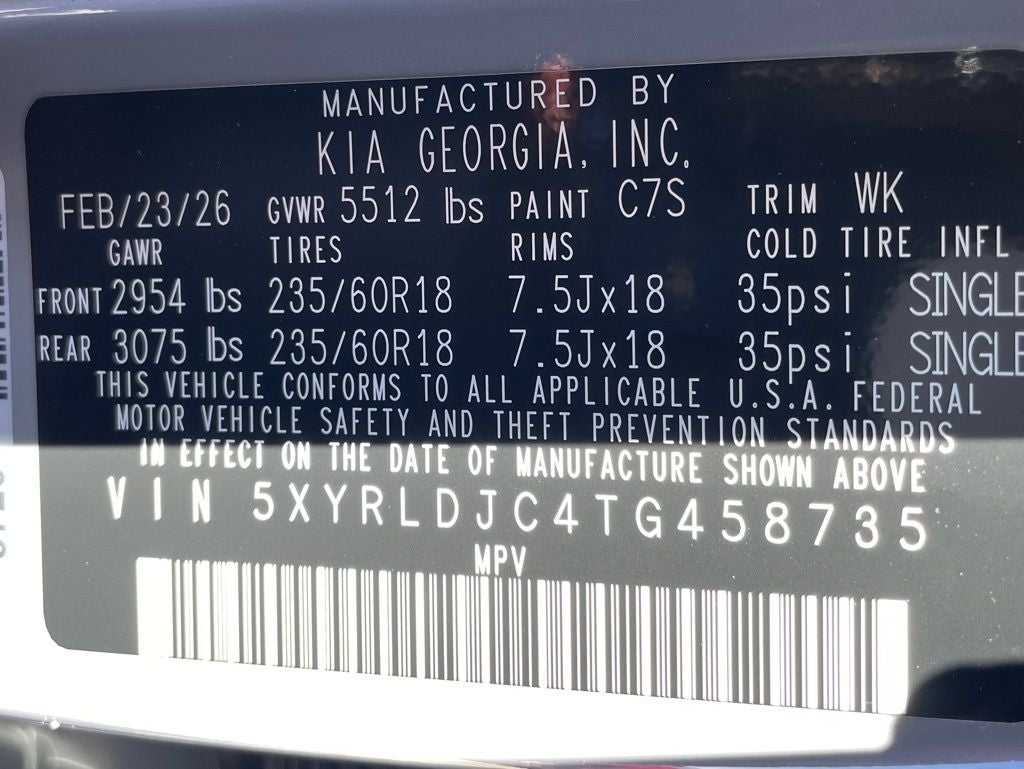 MANUFACTURED BY
KIA GEORGIA, INC.
FEB/23/26 GVWR 5512 lbs PAINT C7S TRIM WK
GAWR TIRES RIMS COLD TIRE INFL
FRONT 2954 lbs 235/60R18 7.5Jx18 35psi SINGLE
REAR 3075 lbs 235/60R18 7.5Jx18 35psi SINGLE
THIS VEHICLE CONFORMS TO ALL APPLICABLE U.S.A. FEDERAL
MOTOR VEHICLE SAFETY AND THEFT PREVENTION STANDARDS
IN EFFECT ON THE DATE OF MANUFACTURE SHOWN ABOVE
VIN 5XYRLDJC4TG458735
MPV